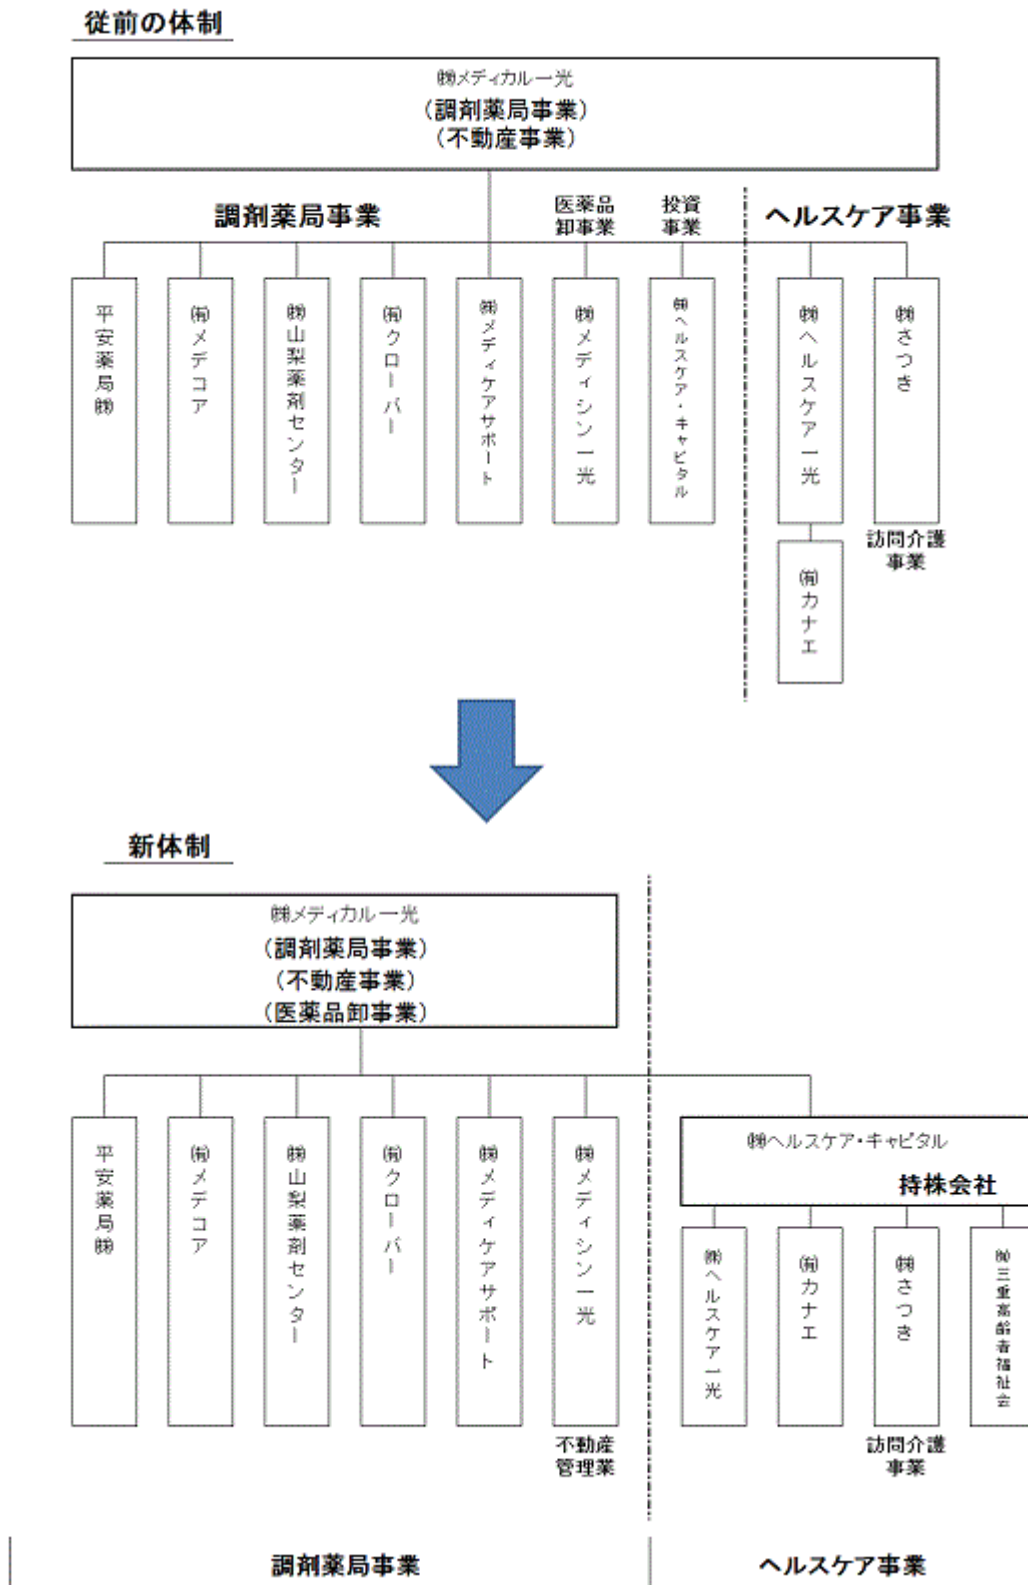 従前の体制
㈱メディカル一光
(調剤薬局事業)
(不動産事業)
調剤薬局事業
医薬品
卸事業
投資
事業
ヘルスケア事業
平安薬局㈱
㈲メデコア
㈱山梨薬剤センター
㈲クローバー
㈱メディケアサポート
㈱メディシン一光
㈱ヘルスケア・キャピタル
㈱ヘルスケア一光
㈱さつき
訪問介護
事業
㈲カナエ
新体制
㈱メディカル一光
(調剤薬局事業)
(不動産事業)
(医薬品卸事業)
平安薬局㈱
㈲メデコア
㈱山梨薬剤センター
㈲クローバー
㈱メディケアサポート
㈱メディシン一光
不動産
管理業
㈱ヘルスケア・キャピタル
持株会社
㈱ヘルスケア一光
㈲カナエ
㈱さつき
㈱三重高齢者福祉会
訪問介護
事業
調剤薬局事業
ヘルスケア事業